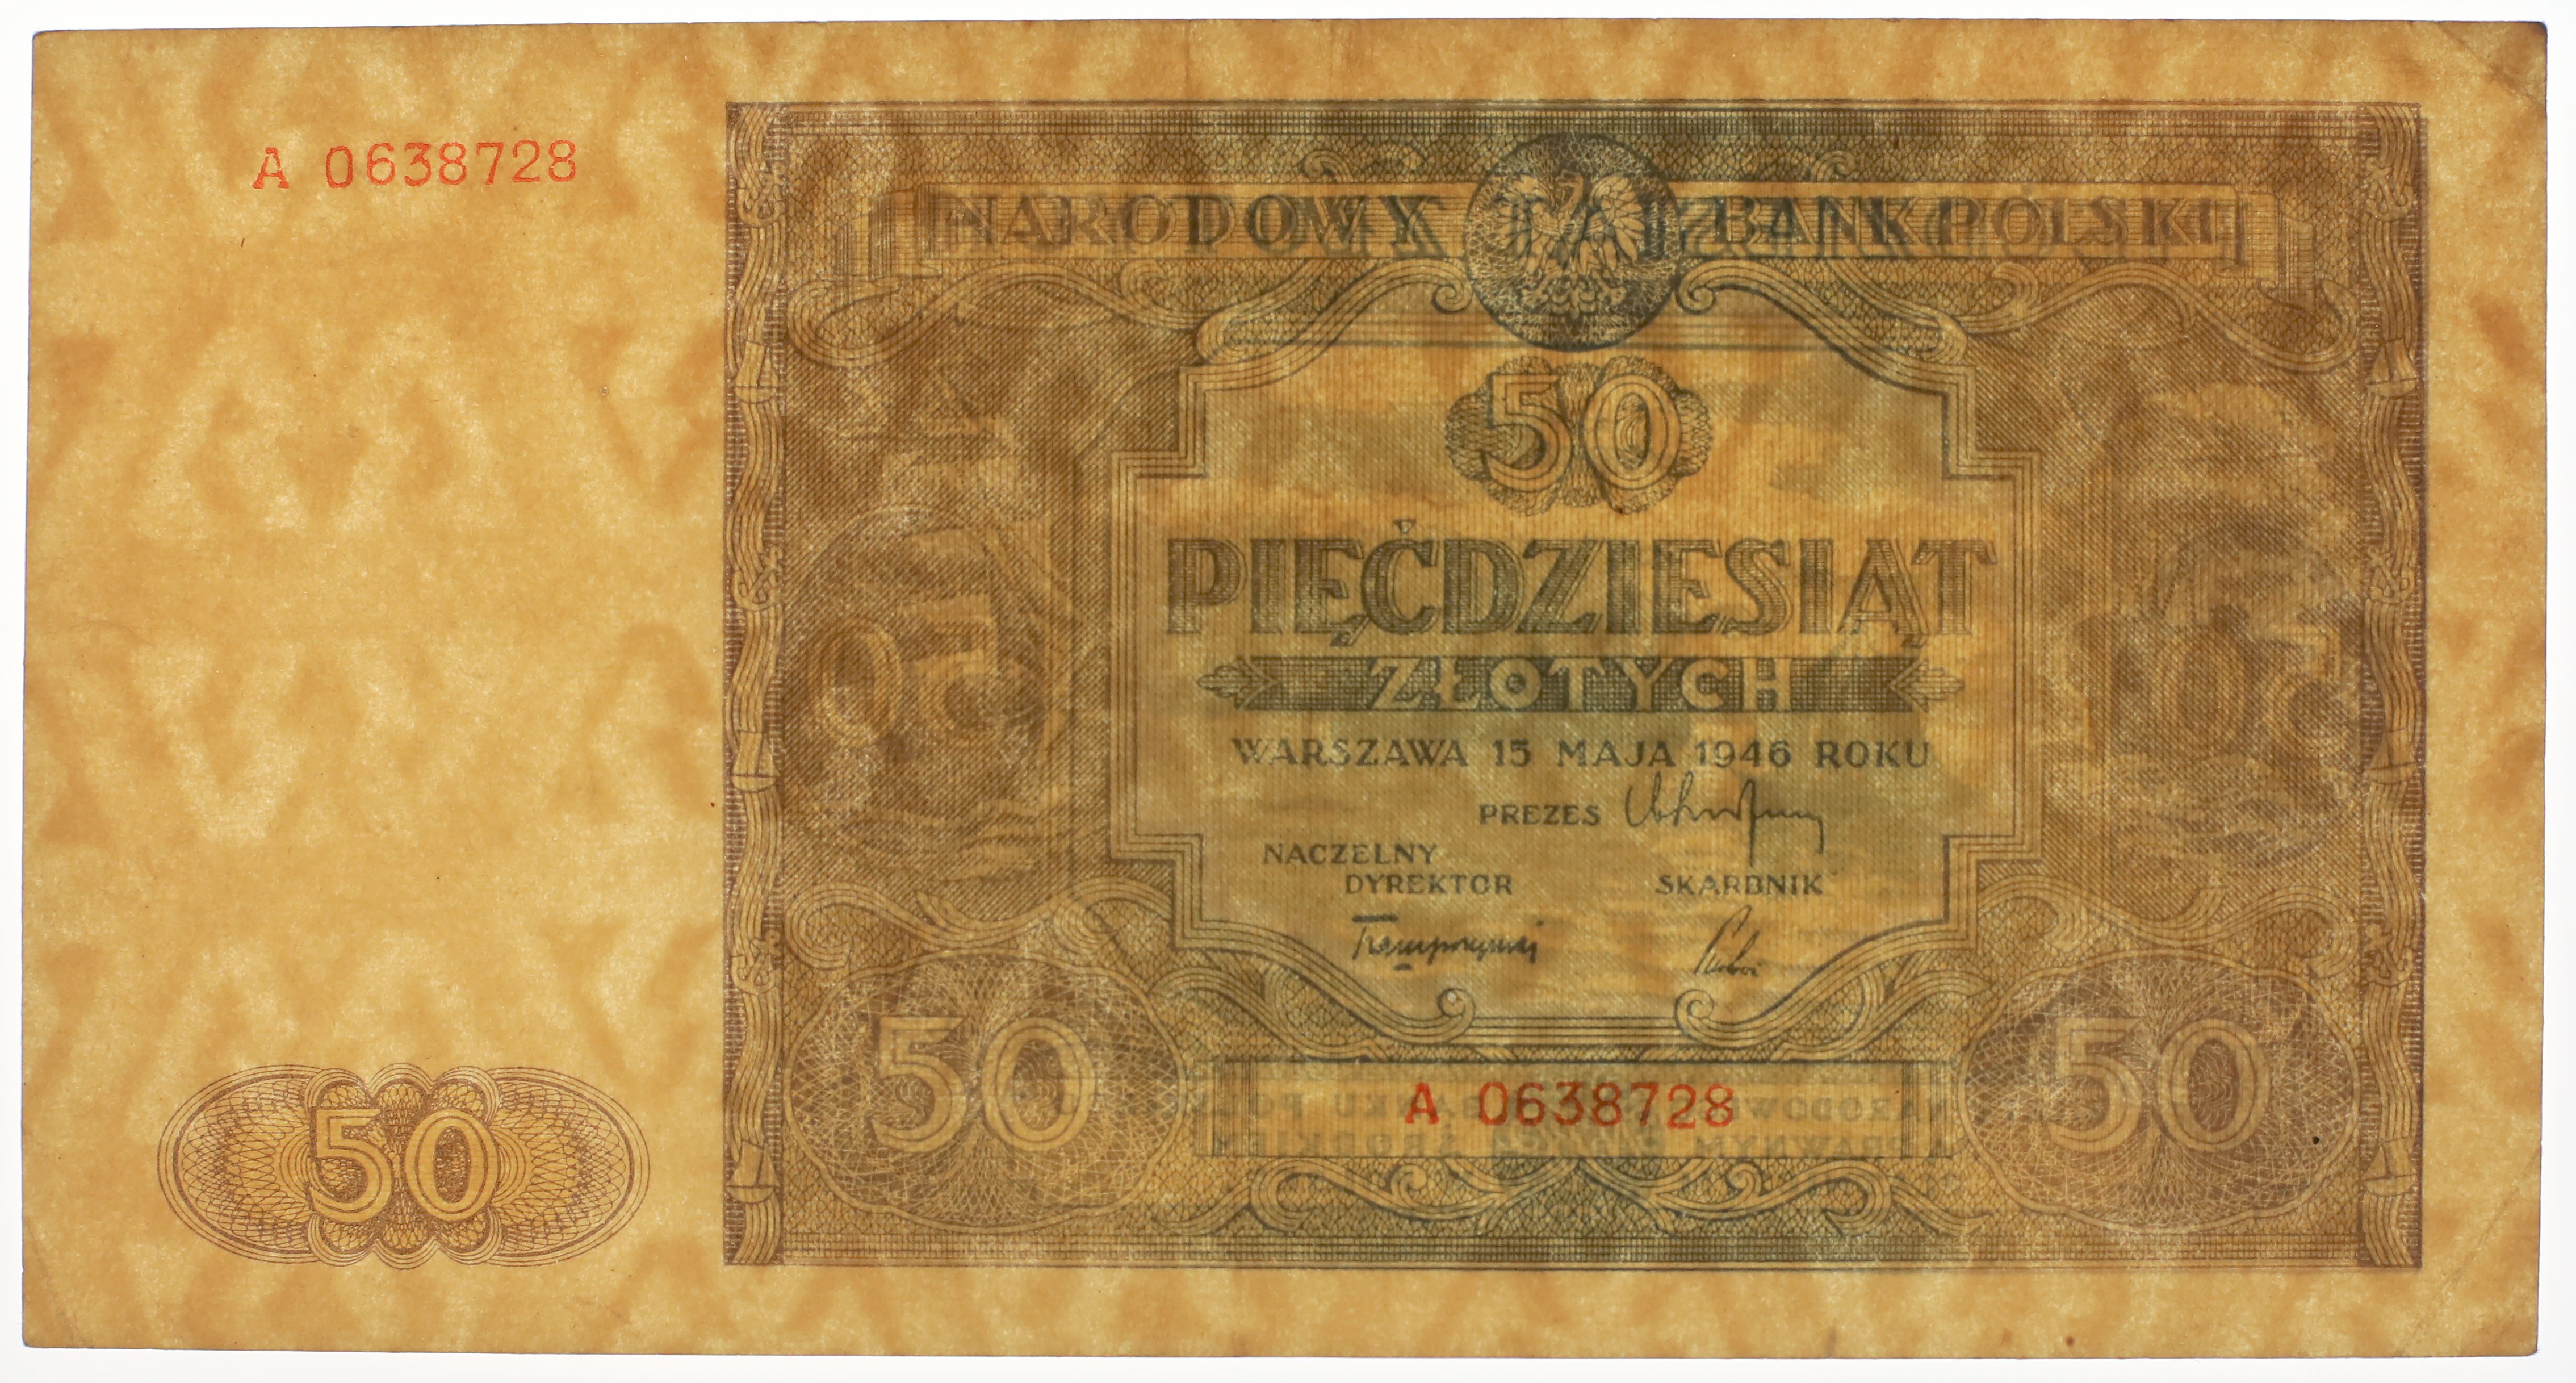 A 0638728
NARODOWY BANK POLSKI
50
PIĘĆDZIESIĄT
ZŁOTYCH
WARSZAWA 15 MAJA 1946 ROKU
PREZES
NACZELNY
DYREKTOR
SKARBNIK
50
50
50
A 0638728